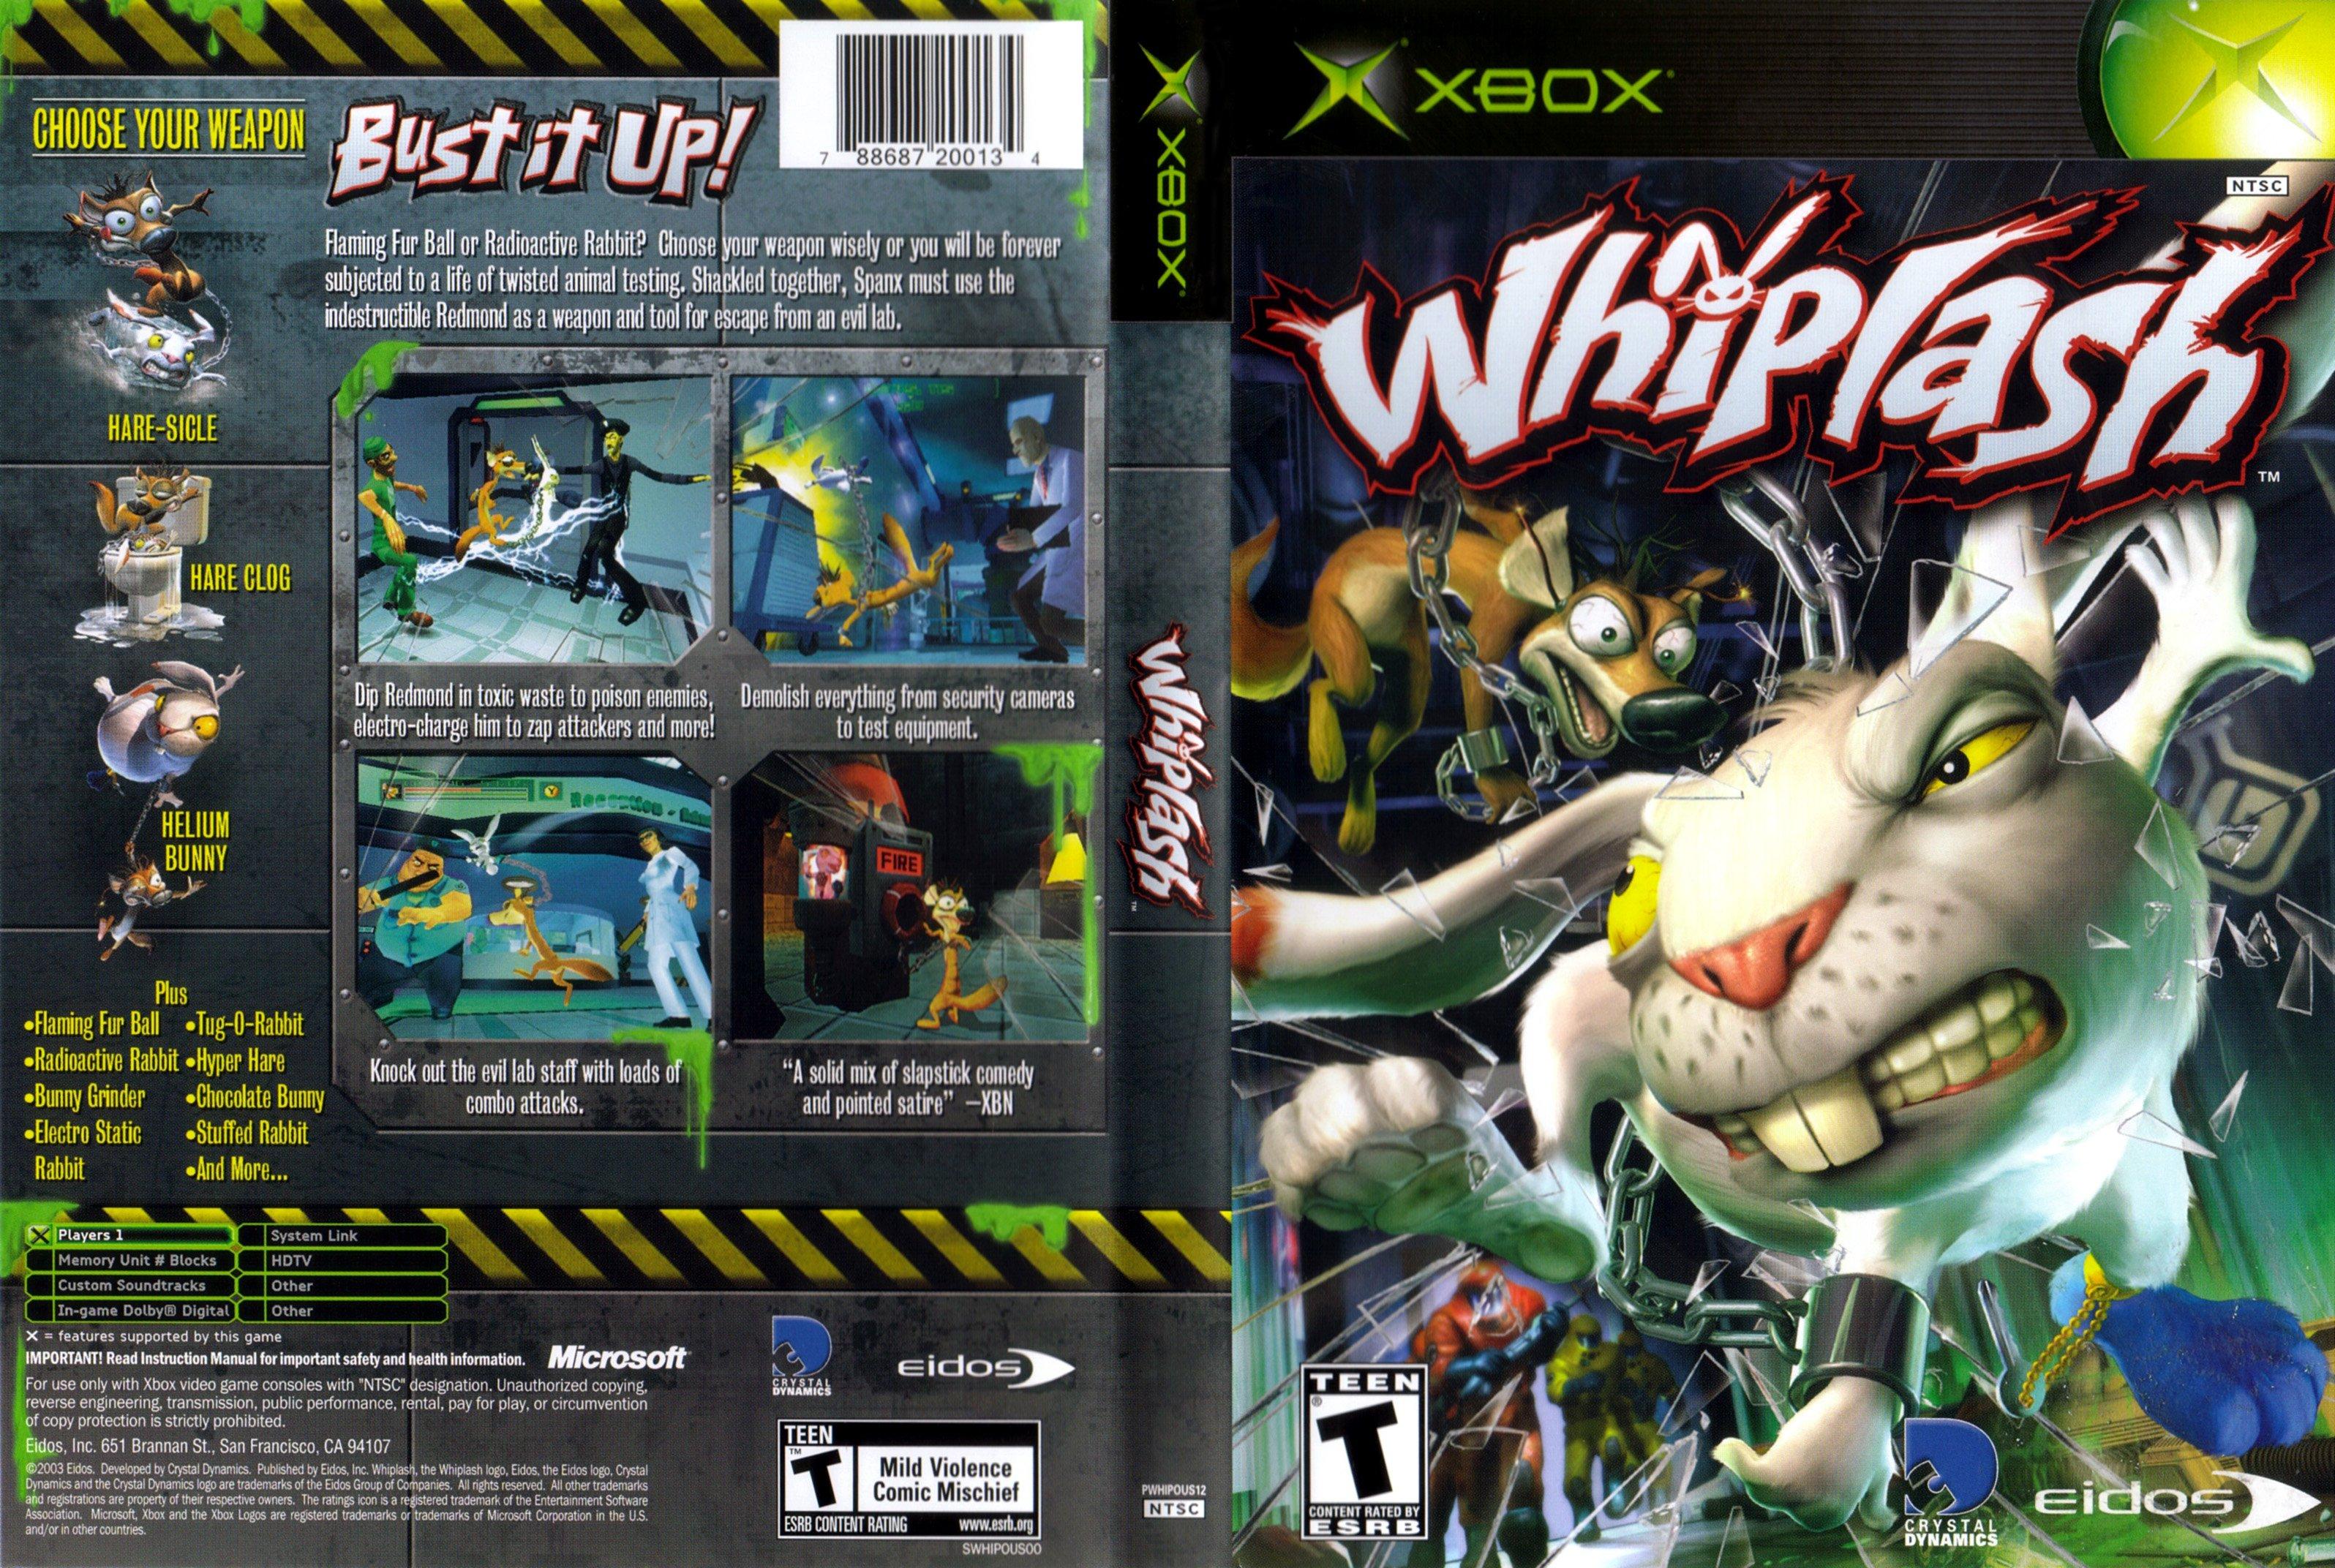 CHOOSE YOUR WEAPON
HARE-SICLE
HARE CLOG
HELIUM
BUNNY
Plus
•Flaming Fur Ball
•Radioactive Rabbit
•Bunny Grinder
•Electro Static
Rabbit
•Tug-O-Rabbit
•Hyper Hare
•Chocolate Bunny
•Stuffed Rabbit
•And More...
BUST IT UP!
7 88687 20013 4
Flaming Fur Ball or Radioactive Rabbit? Choose your weapon wisely or you will be forever
subjected to a life of twisted animal testing. Shackled together, Spanx must use the
indestructible Redmond as a weapon and tool for escape from an evil lab.
Dip Redmond in toxic waste to poison enemies,
electro-charge him to zap attackers and more!
Demolish everything from security cameras
to test equipment.
Y
Reception
FIRE
Knock out the evil lab staff with loads of
combo attacks.
“A solid mix of slapstick comedy
and pointed satire” —XBN
X Players 1
Memory Unit # Blocks
Custom Soundtracks
In-game Dolby® Digital
System Link
HDTV
Other
Other
X = features supported by this game
IMPORTANT! Read Instruction Manual for important safety and health information.
Microsoft®
For use only with Xbox video game consoles with "NTSC" designation. Unauthorized copying,
reverse engineering, transmission, public performance, rental, pay for play, or circumvention
of copy protection is strictly prohibited.
Eidos, Inc. 651 Brannan St., San Francisco, CA 94107
©2003 Eidos. Developed by Crystal Dynamics. Published by Eidos, Inc. Whiplash, the Whiplash logo, Eidos, the Eidos logo, Crystal
Dynamics and the Crystal Dynamics logo are trademarks of the Eidos Group of Companies. All rights reserved. All other trademarks
and registrations are property of their respective owners. The ratings icon is a registered trademark of the Entertainment Software
Association. Microsoft, Xbox and the Xbox Logos are registered trademarks or trademarks of Microsoft Corporation in the U.S.
and/or in other countries.
CRYSTAL
DYNAMICS
eidos
TEEN
T™
Mild Violence
Comic Mischief
ESRB CONTENT RATING www.esrb.org
SWHIPOUS00
XBOX®
Whiplash™
PWHIPOUS12
NTSC
XBOX®
NTSC
Whiplash™
TEEN
T®
CONTENT RATED BY
ESRB
CRYSTAL
DYNAMICS
eidos